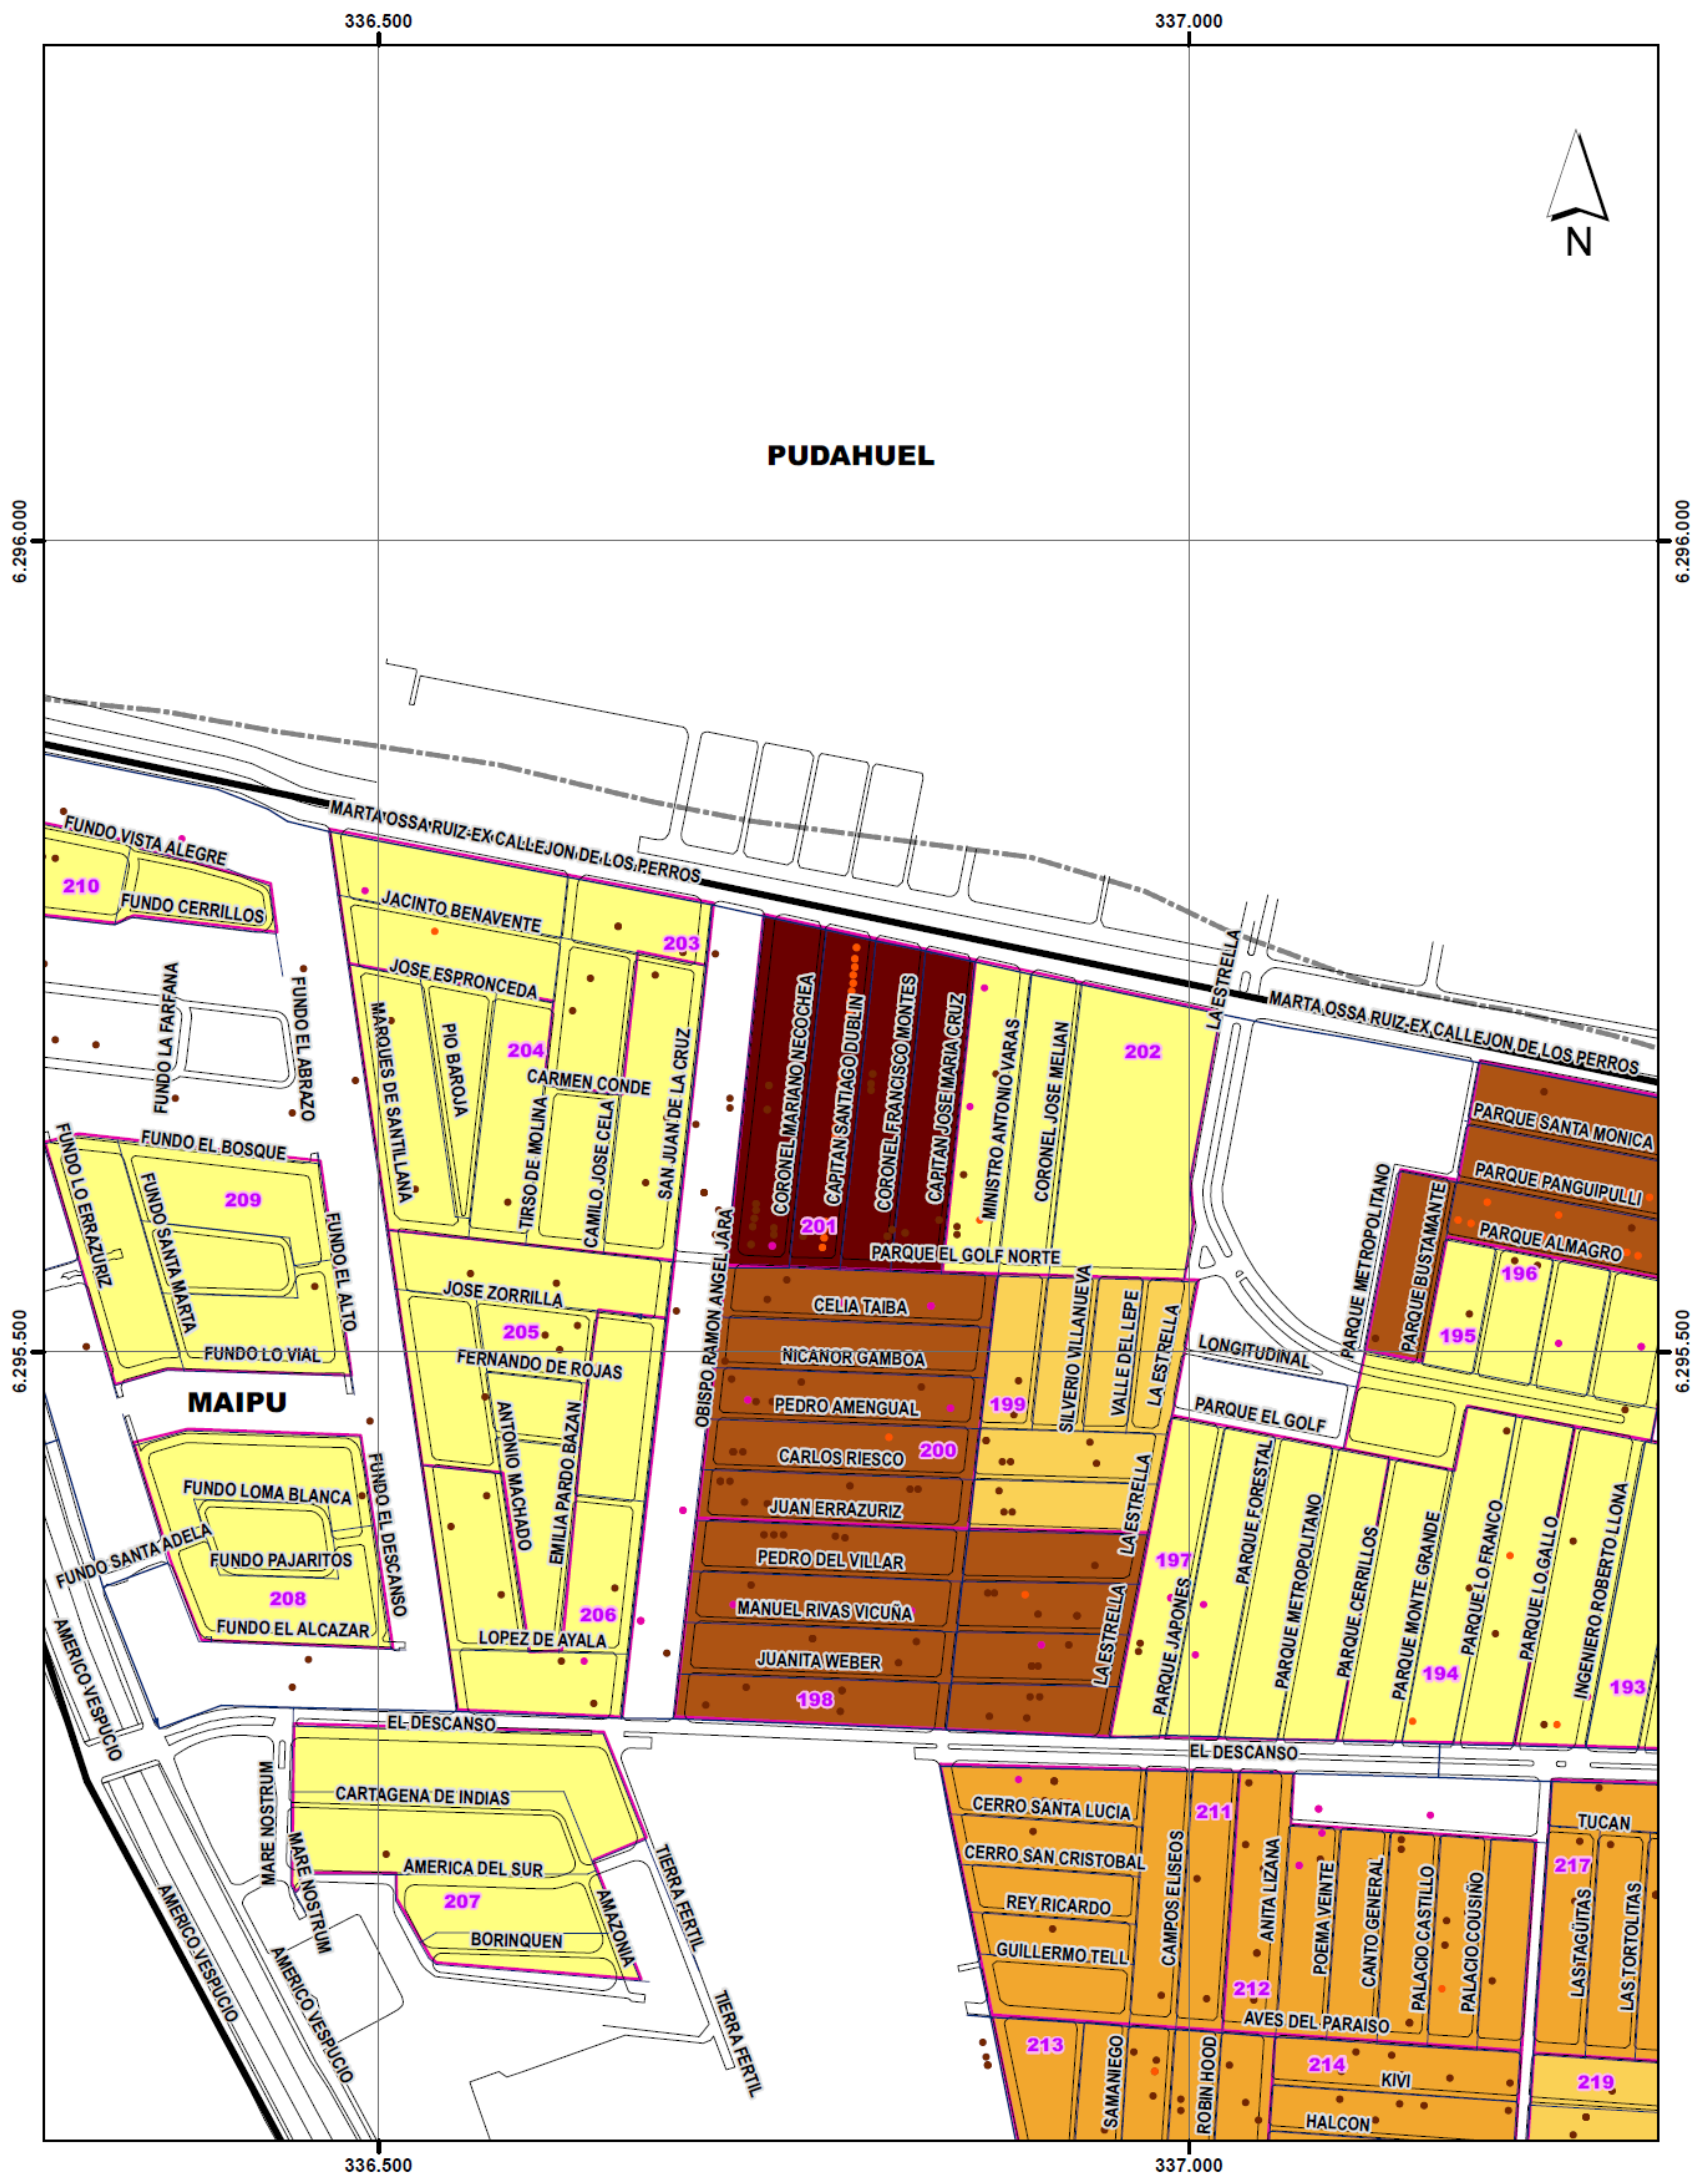 336.500
337.000
N
PUDAHUEL
6.296.000
6.296.000
MARTA OSSA RUIZ-EX CALLEJON DE LOS PERROS
FUNDO VISTA ALEGRE
210
FUNDO CERRILLOS
JACINTO BENAVENTE
203
LA ESTRELLA
JOSE ESPRONCEDA
MARTA OSSA RUIZ-EX CALLEJON DE LOS PERROS
FUNDO LA FARFANA
FUNDO EL ABRAZO
MARQUES DE SANTILLANA
PIO BAROJA
204
CARMEN CONDE
TIRSO DE MOLINA
CAMILO JOSE CELA
SAN JUAN DE LA CRUZ
CORONEL MARIANO NECOCHEA
CAPITAN SANTIAGO DUBLIN
CORONEL FRANCISCO MONTES
CAPITAN JOSE MARIA CRUZ
MINISTRO ANTONIO VARAS
CORONEL JOSE MELIAN
202
201
PARQUE SANTA MONICA
PARQUE PANGUIPULLI
PARQUE ALMAGRO
196
195
PARQUE METROPOLITANO
PARQUE BUSTAMANTE
FUNDO EL BOSQUE
FUNDO LO ERRAZURIZ
FUNDO SANTA MARTA
209
FUNDO EL ALTO
FUNDO LO VIAL
OBISPO RAMON ANGEL JARA
PARQUE EL GOLF NORTE
JOSE ZORRILLA
205
FERNANDO DE ROJAS
CELIA TAIBA
NICANOR GAMBOA
PEDRO AMENGUAL
CARLOS RIESCO
200
JUAN ERRAZURIZ
199
SILVERIO VILLANUEVA
VALLE DEL LEPE
LA ESTRELLA
LONGITUDINAL
PARQUE EL GOLF
6.295.500
6.295.500
MAIPU
FUNDO LOMA BLANCA
FUNDO SANTA ADELA
FUNDO PAJARITOS
208
FUNDO EL ALCAZAR
FUNDO EL DESCANSO
ANTONIO MACHADO
EMILIA PARDO BAZAN
206
LOPEZ DE AYALA
PEDRO DEL VILLAR
MANUEL RIVAS VICUÑA
JUANITA WEBER
198
LA ESTRELLA
LA ESTRELLA
197
PARQUE JAPONES
PARQUE FORESTAL
PARQUE METROPOLITANO
PARQUE CERRILLOS
PARQUE MONTE GRANDE
194
PARQUE LO FRANCO
PARQUE LO GALLO
INGENIERO ROBERTO LLONA
193
AMERICO VESPUCIO
EL DESCANSO
EL DESCANSO
MARE NOSTRUM
MARE NOSTRUM
CARTAGENA DE INDIAS
AMERICA DEL SUR
207
BORINQUEN
AMAZONIA
TIERRA FERTIL
TIERRA FERTIL
AMERICO VESPUCIO
AMERICO VESPUCIO
CERRO SANTA LUCIA
CERRO SAN CRISTOBAL
REY RICARDO
GUILLERMO TELL
CAMPOS ELISEOS
211
ANITA LIZANA
212
POEMA VEINTE
CANTO GENERAL
PALACIO CASTILLO
PALACIO COUSIÑO
TUCAN
217
LAS TAGÜITAS
LAS TORTOLITAS
AVES DEL PARAISO
213
SAMANIEGO
ROBIN HOOD
214
KIVI
HALCON
219
336.500
337.000